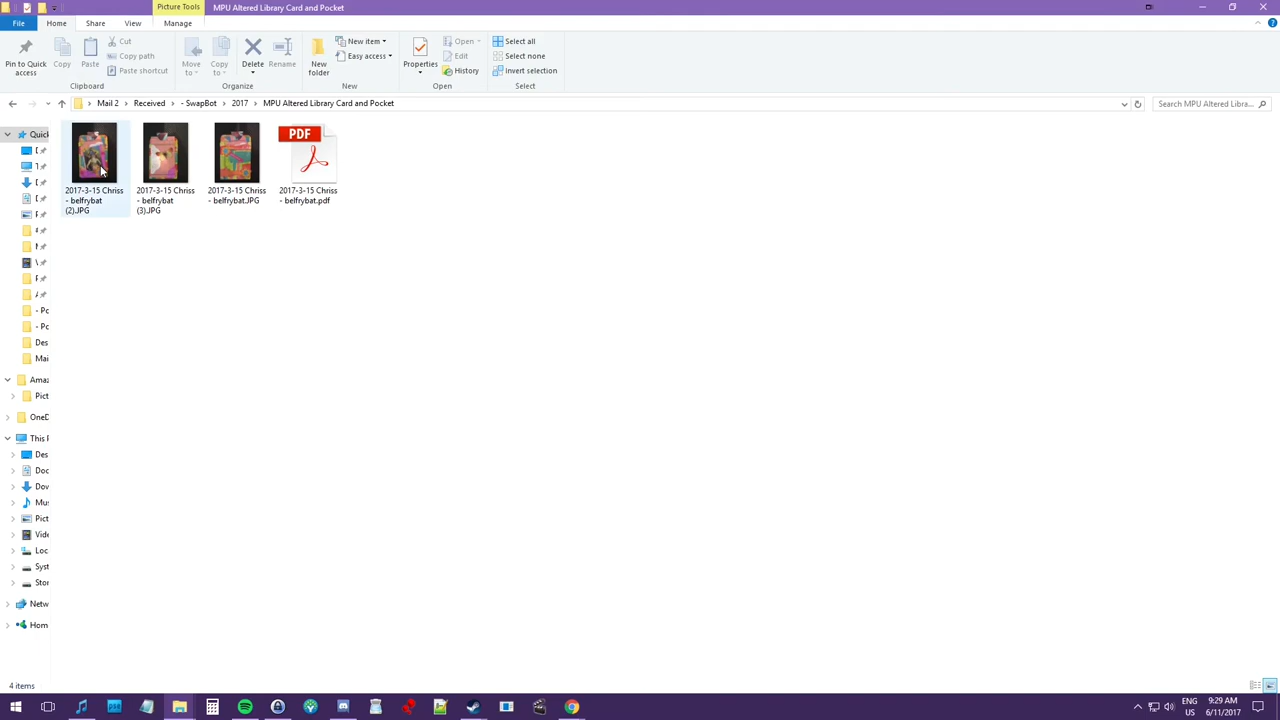 Picture Tools
MPU Altered Library Card and Pocket
File
Home
Share
View
Manage
Pin to Quick access
Copy
Paste
Cut
Copy path
Paste shortcut
Clipboard
Move to
Copy to
Delete
Rename
Organize
New folder
New item
Easy access
New
Properties
Open
Edit
History
Open
Select all
Select none
Invert selection
Select
Mail 2
Received
- SwapBot
2017
MPU Altered Library Card and Pocket
Search MPU Altered Libra...
Quick
- Po
- Po
Des
Mai
Amaz
Pict
OneD
This P
Des
Doc
Dov
Mus
Pict
Vide
Loc
Syst
Stor
Netw
Hom
2017-3-15 Chriss
- belfrybat
(2).JPG
2017-3-15 Chriss
- belfrybat
(3).JPG
2017-3-15 Chriss
- belfrybat.JPG
PDF
2017-3-15 Chriss
- belfrybat.pdf
4 items
ENG
US
9:29 AM
6/11/2017